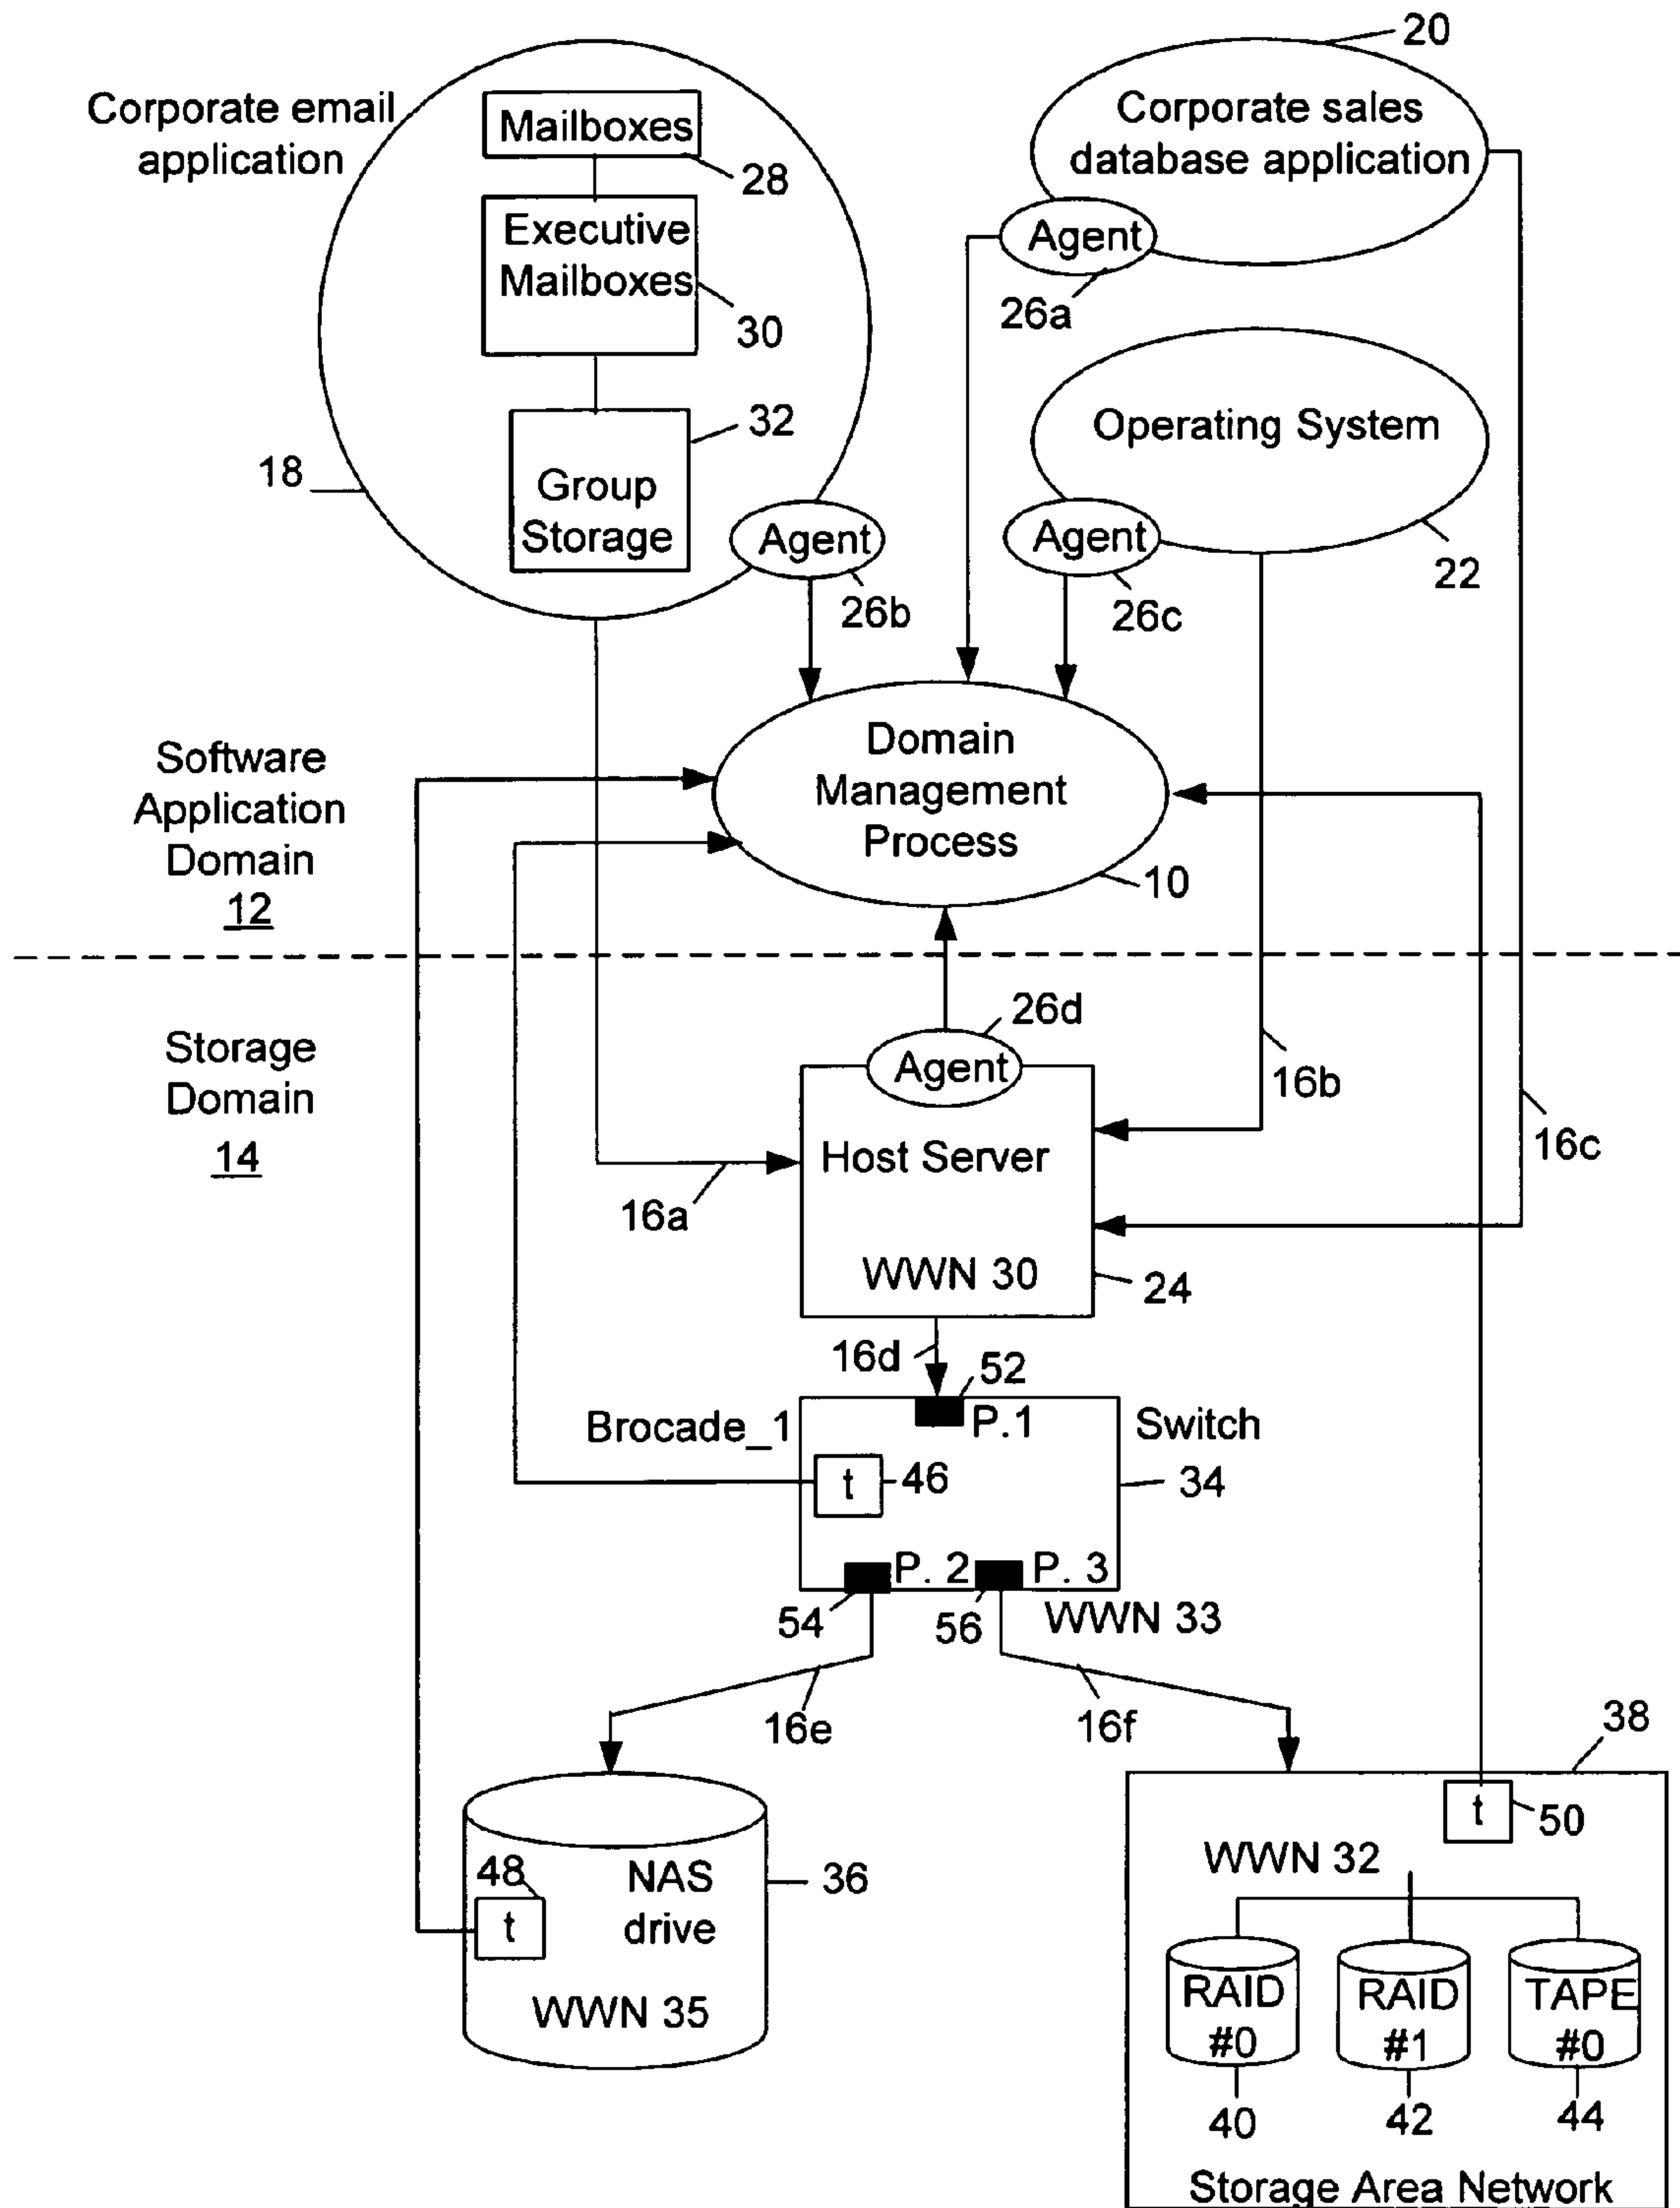 20
Corporate email
application
Mailboxes
28
Executive
Mailboxes
30
32
Group
Storage
18
Agent
26b
Corporate sales
database application
Agent
26a
Operating System
Agent
26c
22
Software
Application
Domain
12
Domain
Management
Process
10
Storage
Domain
14
26d
Agent
Host Server
WWN 30
24
16a
16b
16c
16d
52
P.1
Brocade_1
Switch
t
46
34
P. 2
P. 3
54
56
WWN 33
16e
16f
38
48
t
NAS
drive
36
WWN 35
t
50
WWN 32
RAID
#0
RAID
#1
TAPE
#0
40
42
44
Storage Area Network